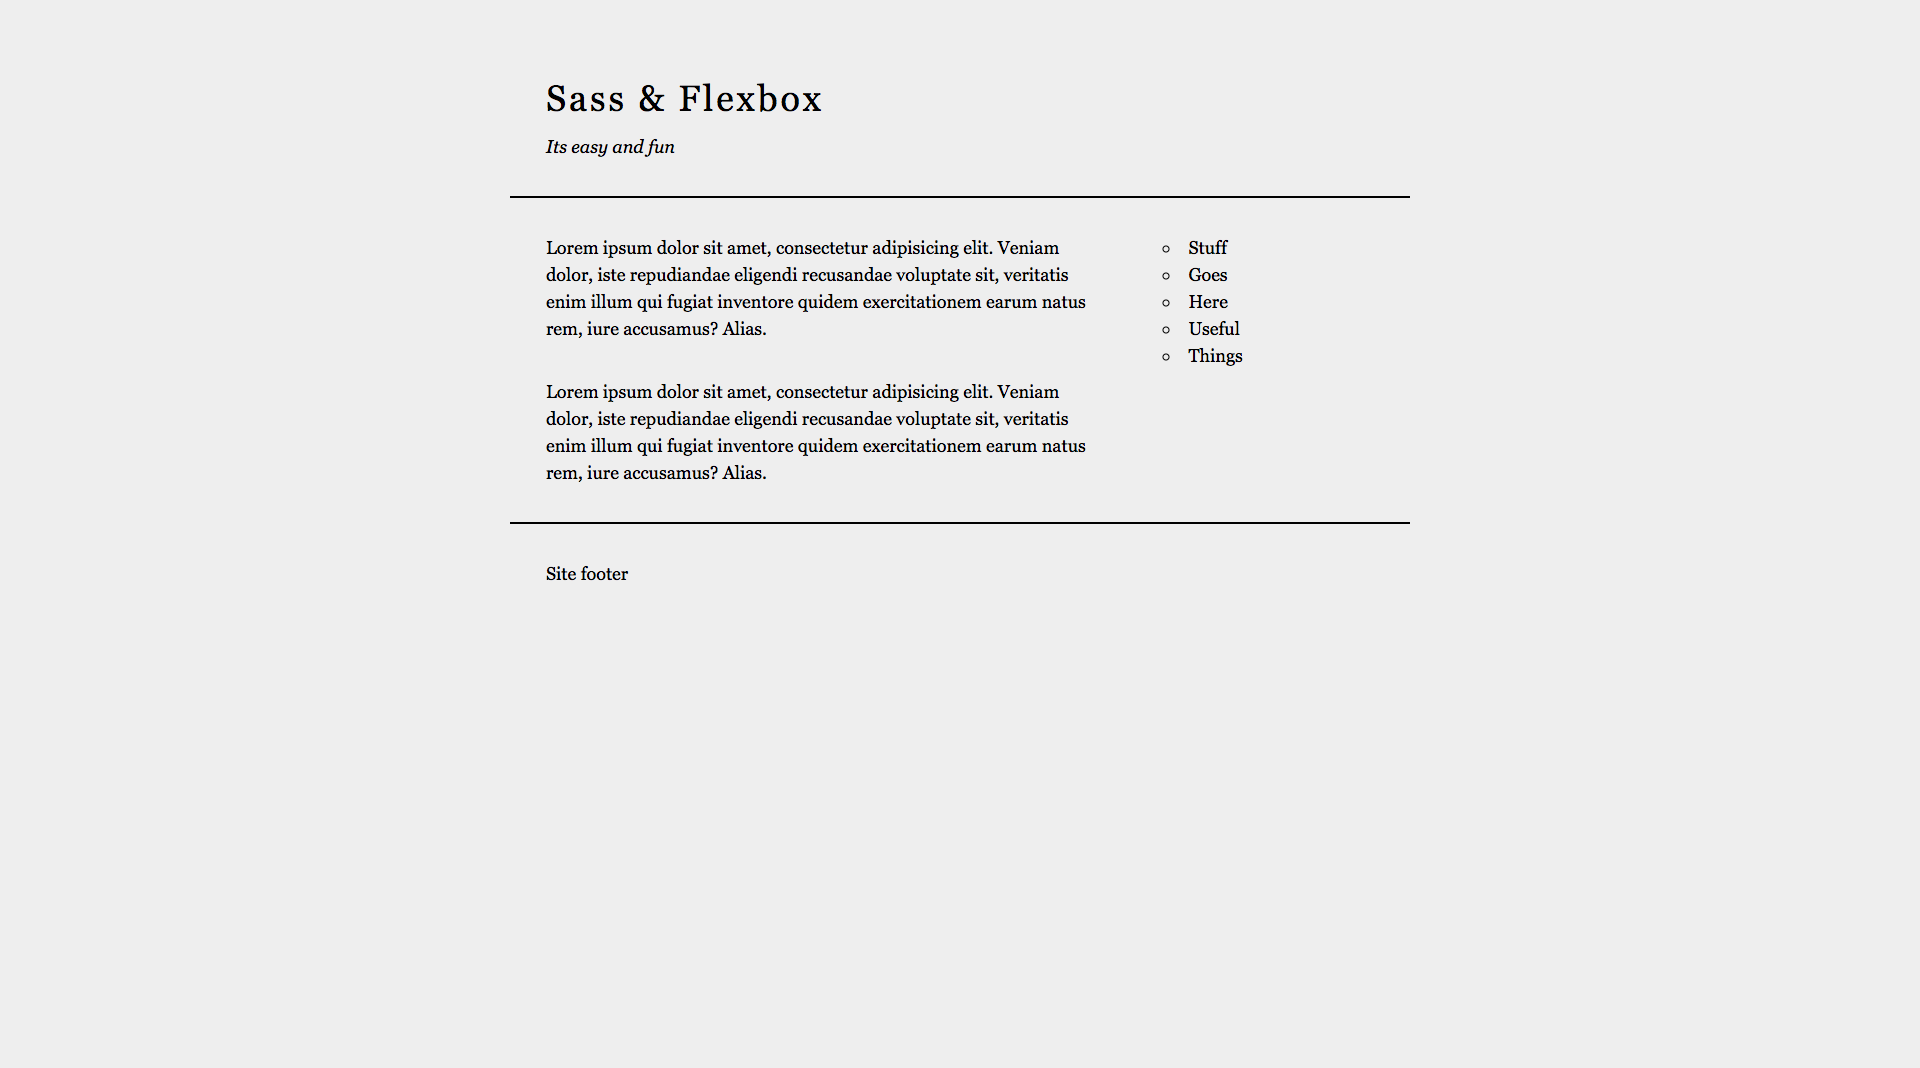 Sass & Flexbox
Its easy and fun
Lorem ipsum dolor sit amet, consectetur adipisicing elit. Veniam
dolor, iste repudiandae eligendi recusandae voluptate sit, veritatis
enim illum qui fugiat inventore quidem exercitationem earum natus
rem, iure accusamus? Alias.
Lorem ipsum dolor sit amet, consectetur adipisicing elit. Veniam
dolor, iste repudiandae eligendi recusandae voluptate sit, veritatis
enim illum qui fugiat inventore quidem exercitationem earum natus
rem, iure accusamus? Alias.
Stuff
Goes
Here
Useful
Things
Site footer